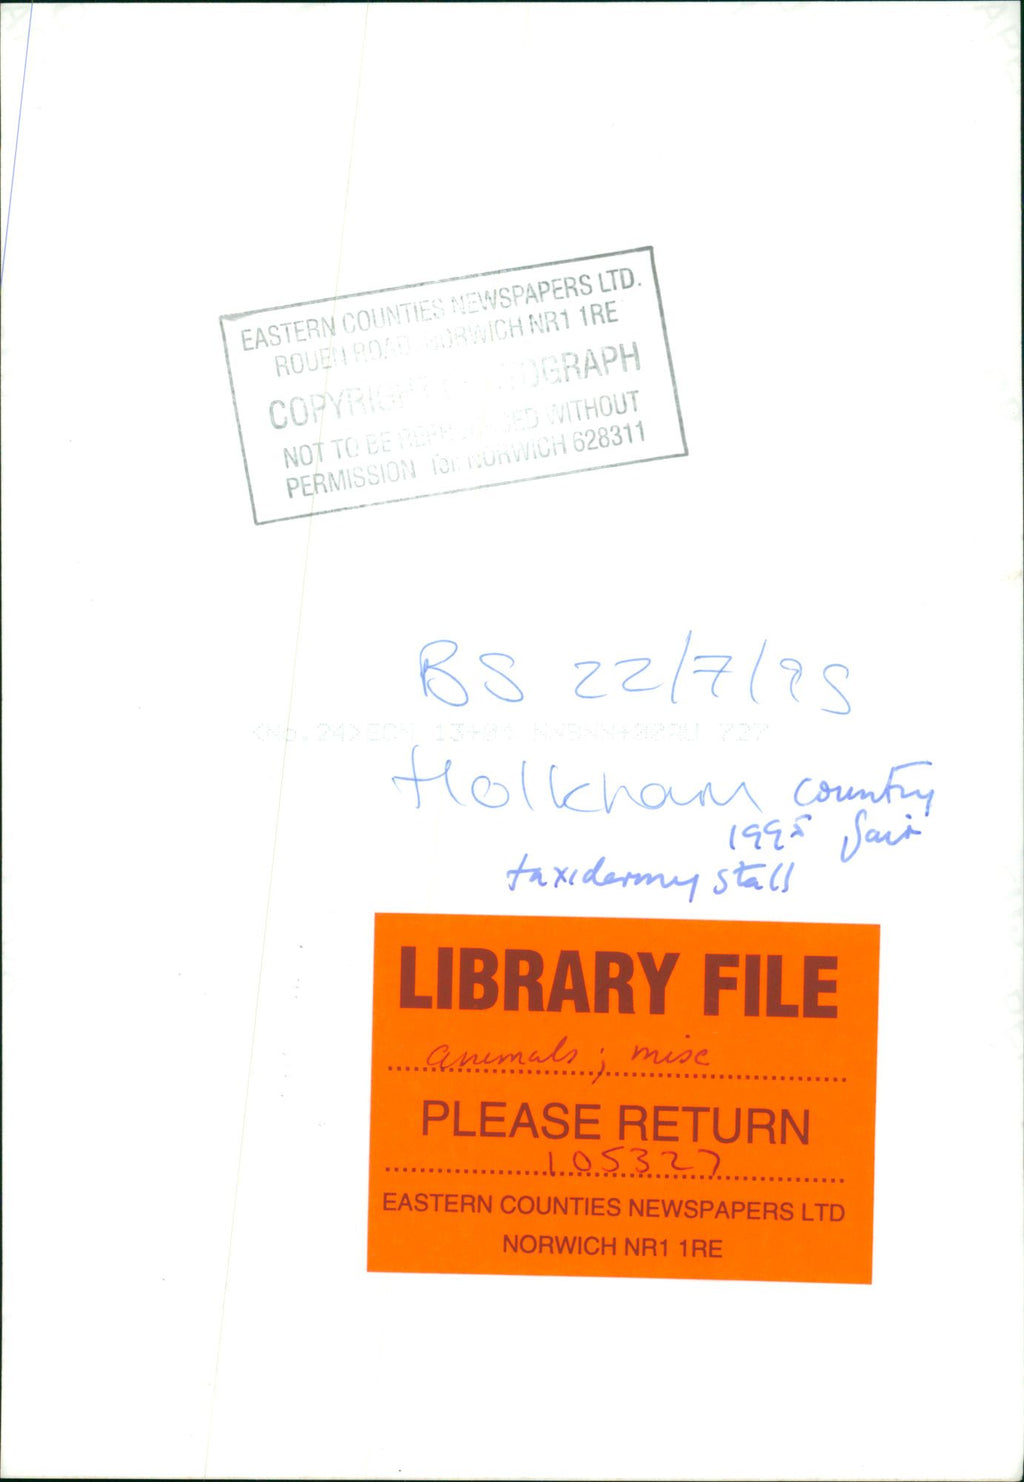 EASTERN COUNTIES NEWSPAPERS LTD.
ROUEN ROAD NORWICH NR1 1RE
COPYRIGHT PHOTOGRAPH
NOT TO BE REPRODUCED WITHOUT
PERMISSION for NORWICH 628311
BS 22/7/95
Holkham country
1995 fair
taxidermy stall
LIBRARY FILE
animals; misc
PLEASE RETURN
105327
EASTERN COUNTIES NEWSPAPERS LTD
NORWICH NR1 1RE